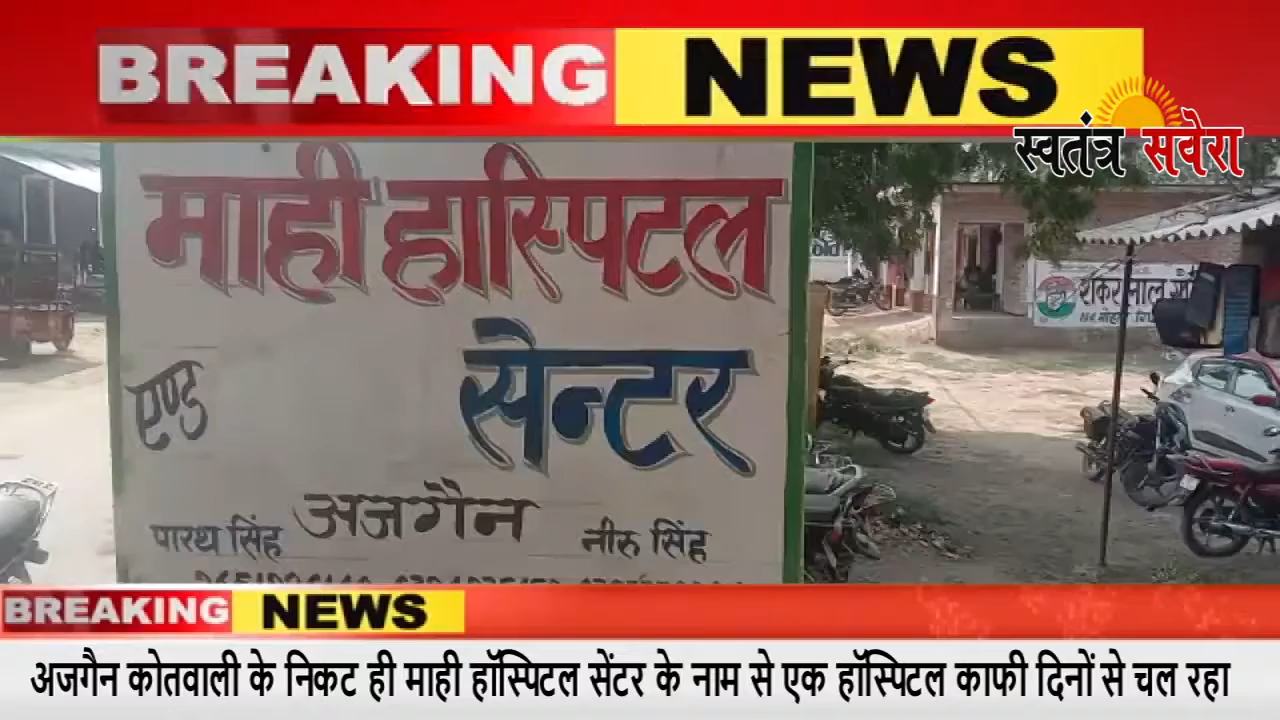 BREAKING NEWS
स्वतंत्र सवेरा
माही हास्पिटल
एण्ड सेन्टर
अजगैन
पारथ सिंह नीरु सिंह
शंकर लाल
BREAKING NEWS
अजगैन कोतवाली के निकट ही माही हॉस्पिटल सेंटर के नाम से एक हॉस्पिटल काफी दिनों से चल रहा